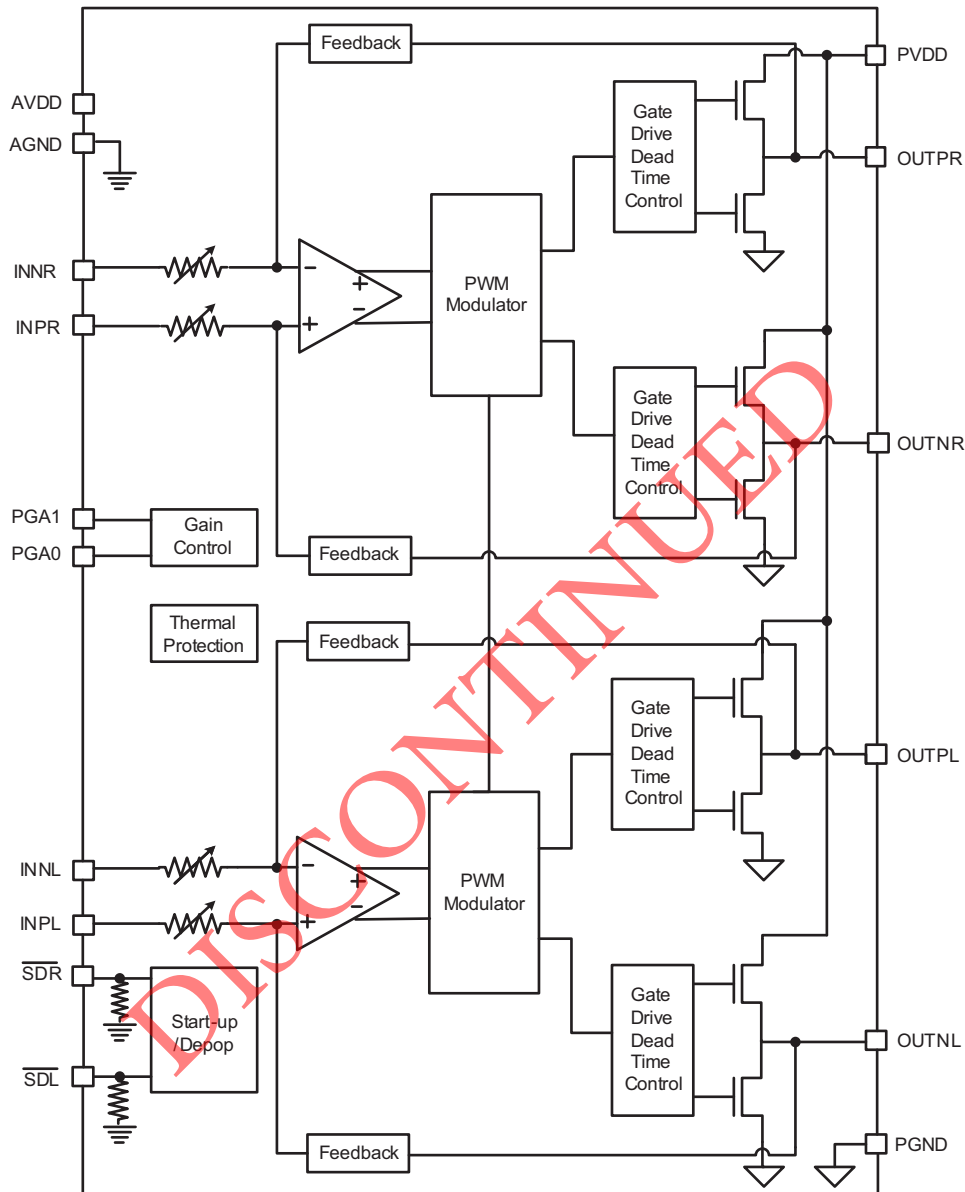 Feedback
PVDD
AVDD
AGND
Gate
Drive
Dead
Time
Control
OUTPR
INNR
INPR
-
+
+
-
PWM
Modulator
Gate
Drive
Dead
Time
Control
OUTNR
PGA1
PGA0
Gain
Control
Feedback
Thermal
Protection
Feedback
Gate
Drive
Dead
Time
Control
OUTPL
INNL
INPL
-
+
+
-
PWM
Modulator
SDR
SDL
Start-up
/Depop
Gate
Drive
Dead
Time
Control
OUTNL
Feedback
PGND
DISCONTINUED